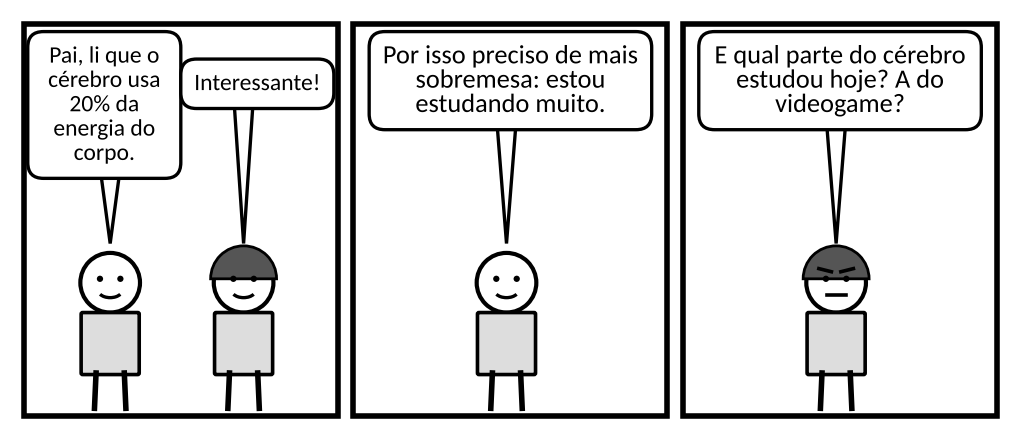 Pai, li que o
cérebro usa
20% da
energia do
corpo.
Interessante!
Por isso preciso de mais
sobremesa: estou
estudando muito.
E qual parte do cérebro
estudou hoje? A do
videogame?